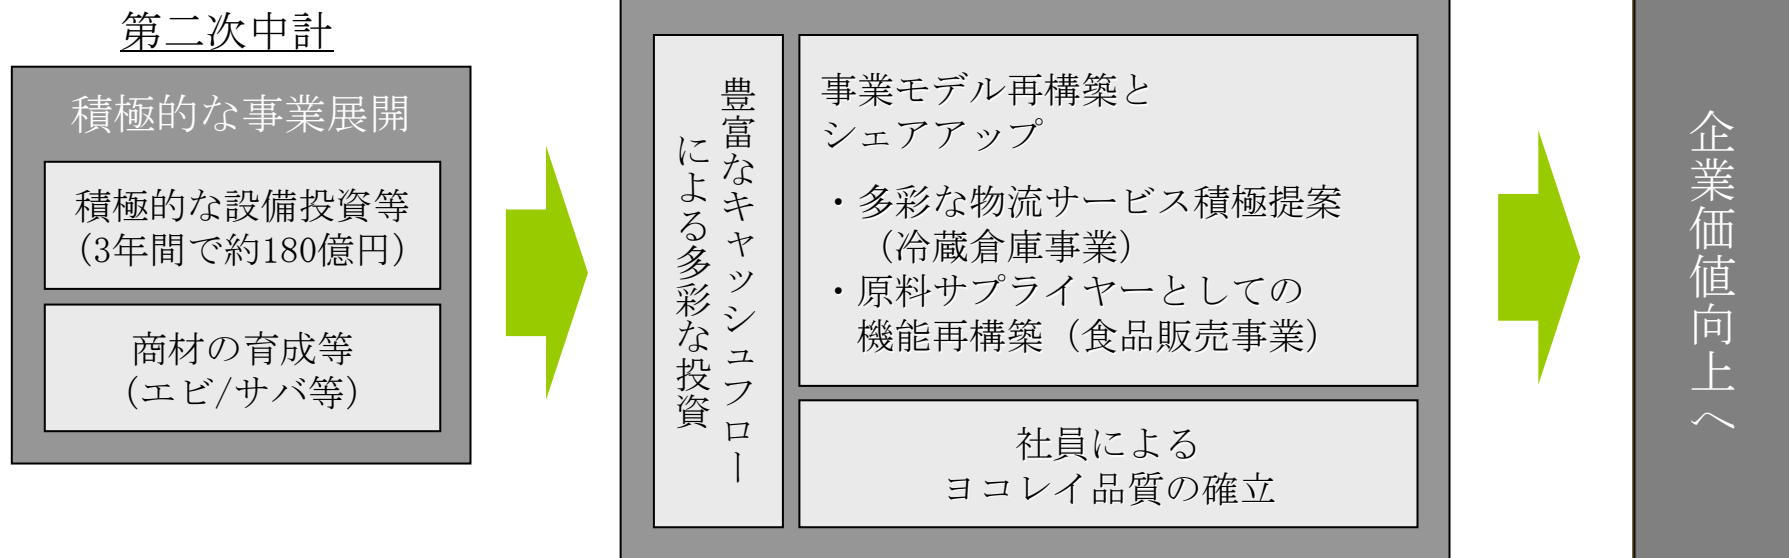 第二次中計
積極的な事業展開
積極的な設備投資等
(3年間で約180億円)
商材の育成等
(エビ/サバ等)
豊富なキャッシュフロー
による多彩な投資
事業モデル再構築と
シェアアップ
・多彩な物流サービス積極提案
(冷蔵倉庫事業)
・原料サプライヤーとしての
機能再構築(食品販売事業)
社員による
ヨコレイ品質の確立
企業価値向上へ